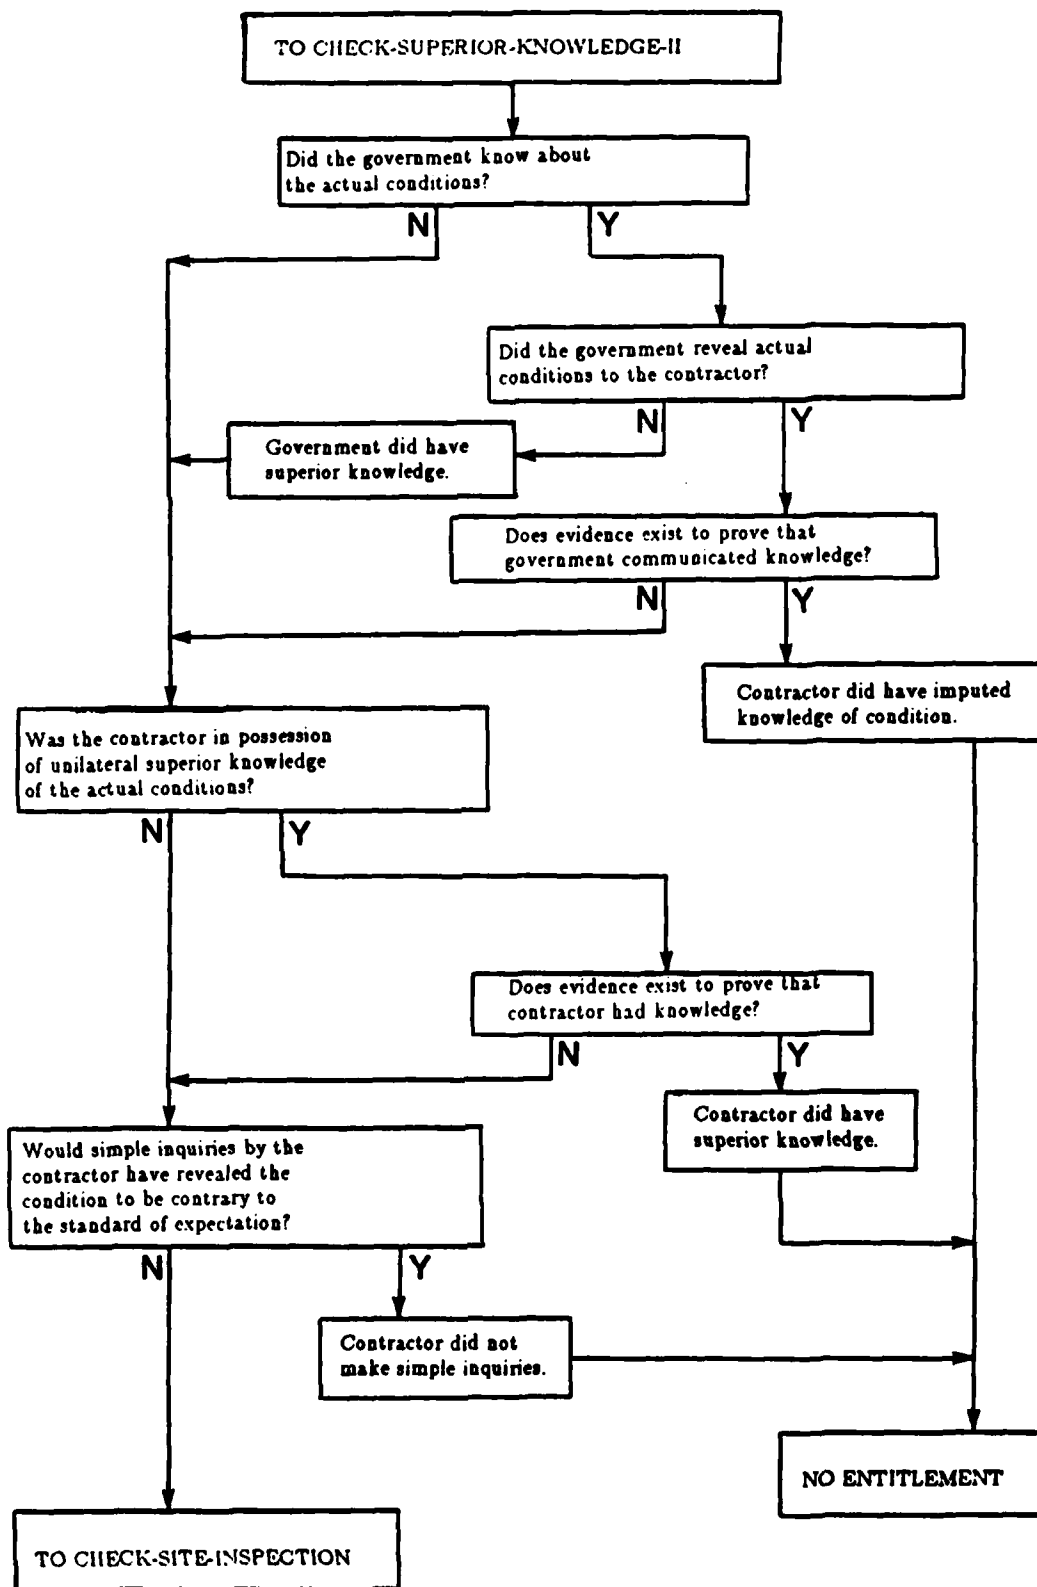 TO CHECK-SUPERIOR-KNOWLEDGE-II
Did the government know about
the actual conditions?
N
Y
Did the government reveal actual
conditions to the contractor?
N
Y
Government did have
superior knowledge.
Does evidence exist to prove that
government communicated knowledge?
N
Y
Contractor did have imputed
knowledge of condition.
Was the contractor in possession
of unilateral superior knowledge
of the actual conditions?
N
Y
Does evidence exist to prove that
contractor had knowledge?
N
Y
Contractor did have
superior knowledge.
Would simple inquiries by the
contractor have revealed the
condition to be contrary to
the standard of expectation?
N
Y
Contractor did not
make simple inquiries.
NO ENTITLEMENT
TO CHECK-SITE-INSPECTION